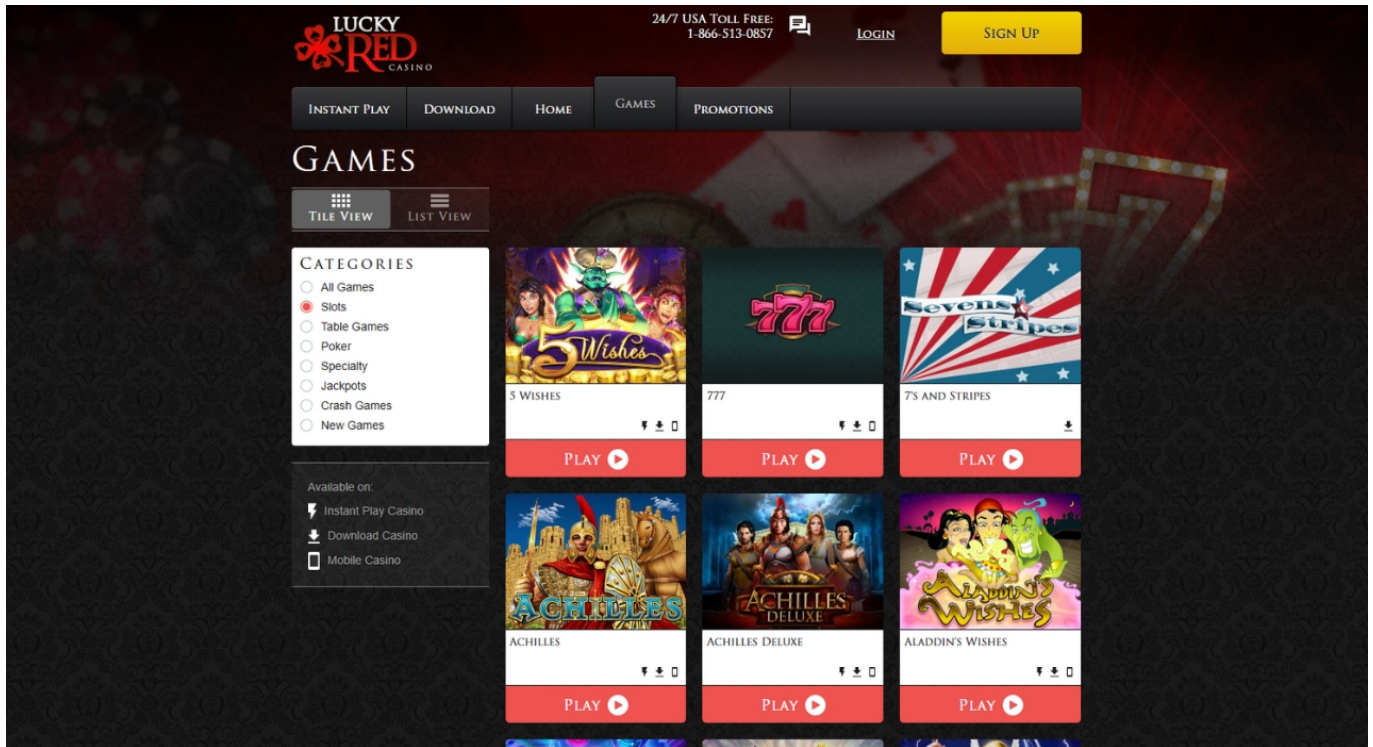 LUCKY
RED
CASINO
24/7 USA Toll Free:
1-866-513-0857
Login
Sign Up
Instant Play
Download
Home
Games
Promotions
Games
Tile View
List View
Categories
All Games
Slots
Table Games
Poker
Specialty
Jackpots
Crash Games
New Games
Available on:
Instant Play Casino
Download Casino
Mobile Casino
5 Wishes
5 Wishes
Play
777
777
Play
Sevens
Stripes
7's and Stripes
Play
ACHILLES
Achilles
Play
ACHILLES
DELUXE
Achilles Deluxe
Play
ALADDIN'S
WISHES
Aladdin's Wishes
Play